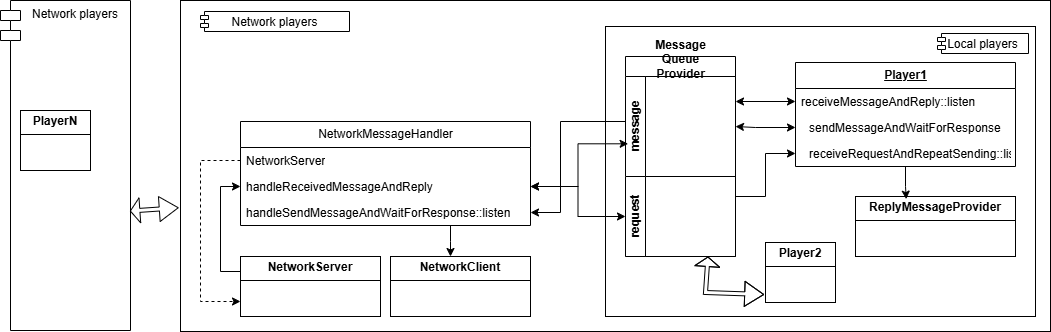 Network players
PlayerN
Network players
NetworkMessageHandler
NetworkServer
handleReceivedMessageAndReply
handleSendMessageAndWaitForResponse::listen
NetworkServer
NetworkClient
Local players
Message
Queue
Provider
message
request
Player1
receiveMessageAndReply::listen
sendMessageAndWaitForResponse
receiveRequestAndRepeatSending::lis
ReplyMessageProvider
Player2